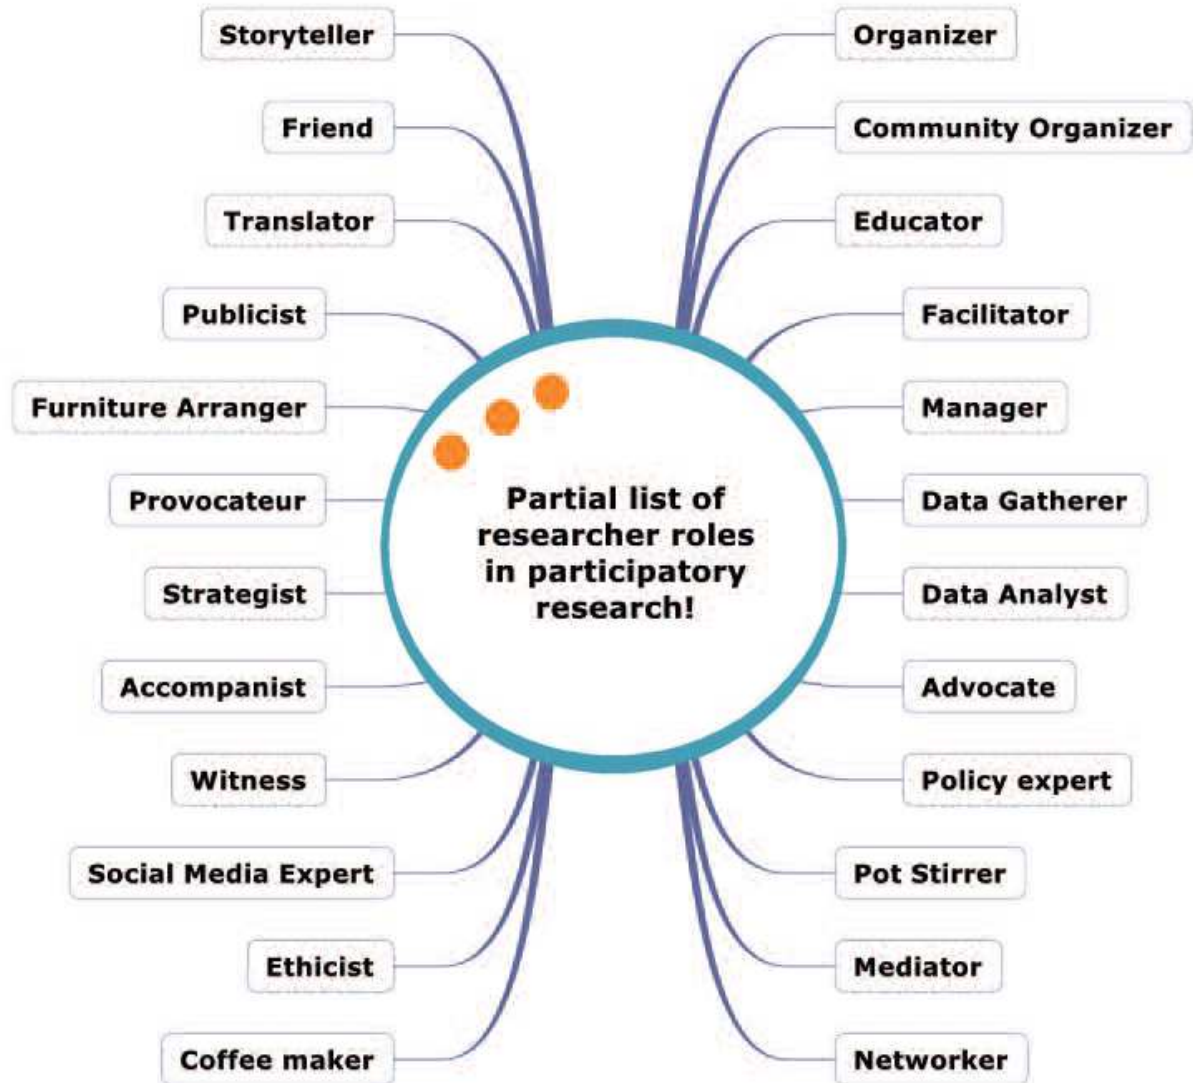 Storyteller
Friend
Translator
Publicist
Furniture Arranger
Provocateur
Strategist
Accompanist
Witness
Social Media Expert
Ethicist
Coffee maker
Partial list of
researcher roles
in participatory
research!
Organizer
Community Organizer
Educator
Facilitator
Manager
Data Gatherer
Data Analyst
Advocate
Policy expert
Pot Stirrer
Mediator
Networker